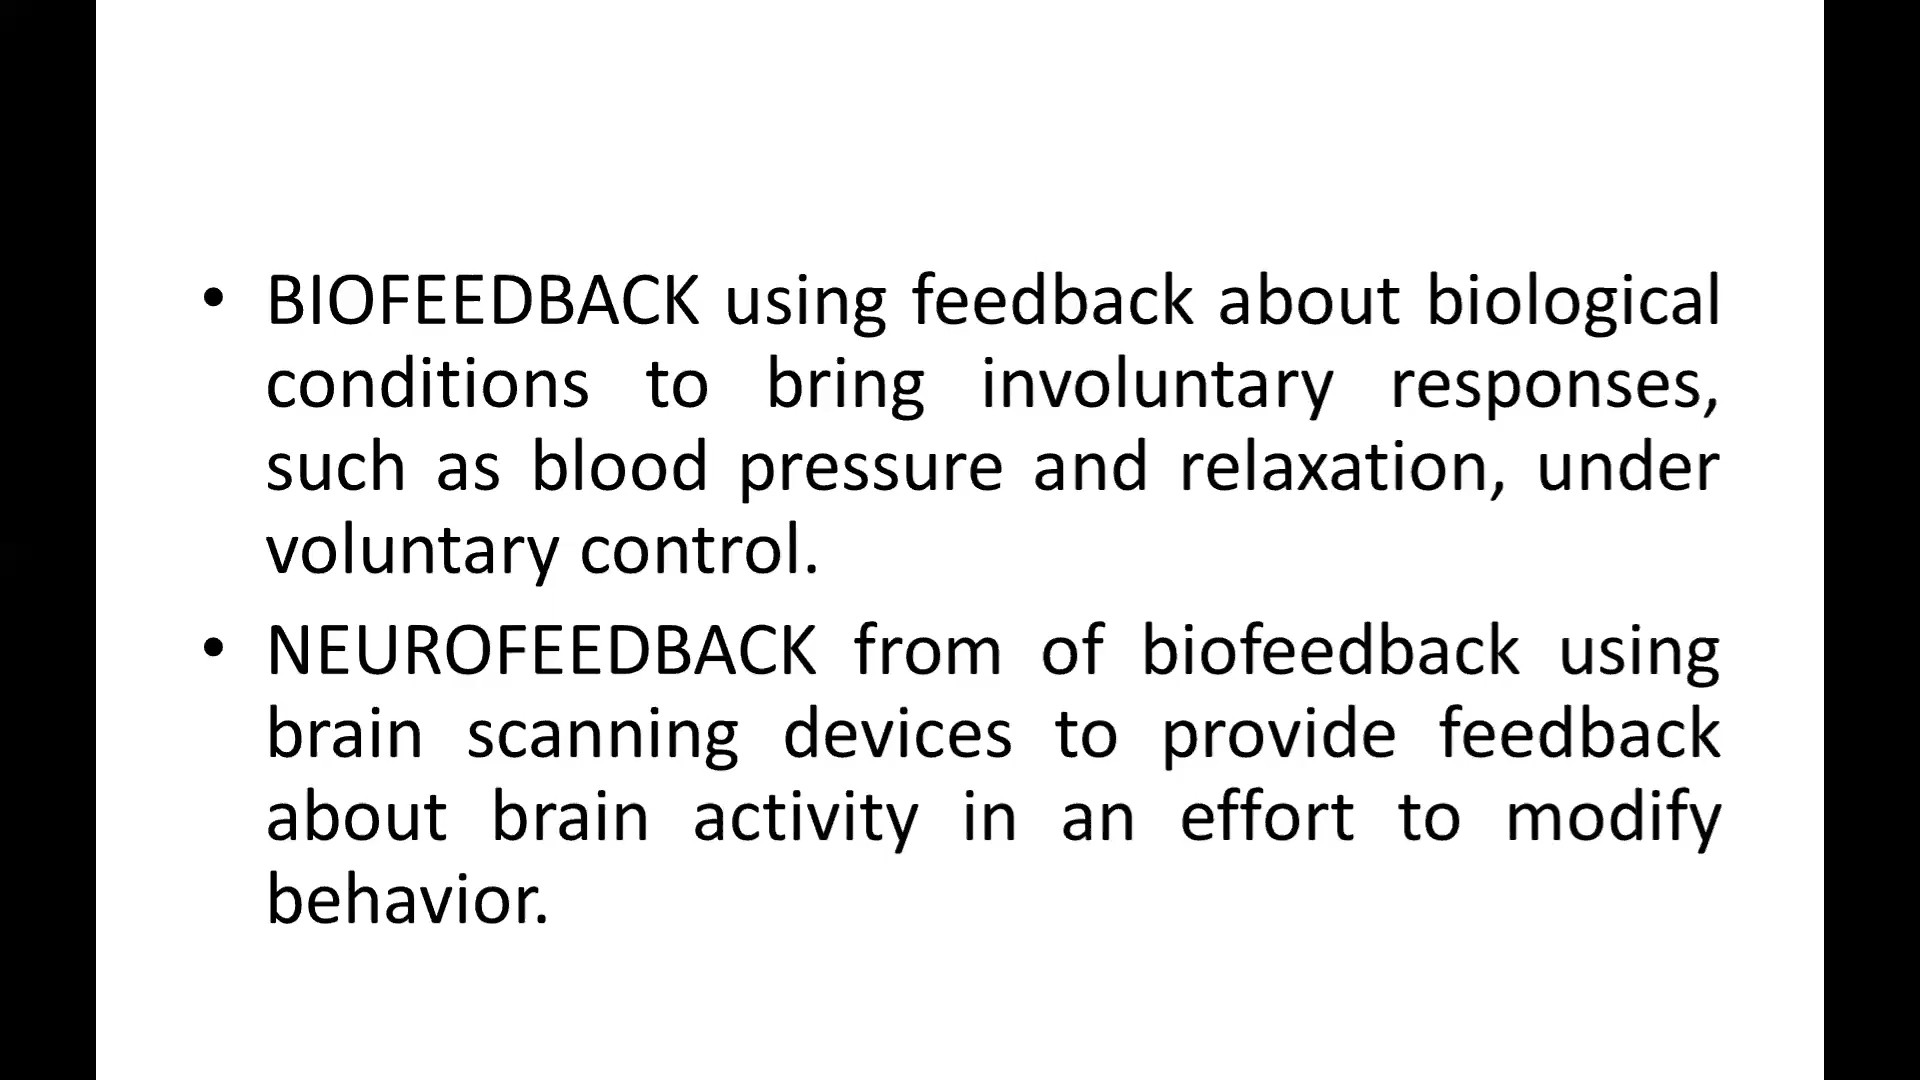 • BIOFEEDBACK using feedback about biological
conditions to bring involuntary responses,
such as blood pressure and relaxation, under
voluntary control.
• NEUROFEEDBACK from of biofeedback using
brain scanning devices to provide feedback
about brain activity in an effort to modify
behavior.